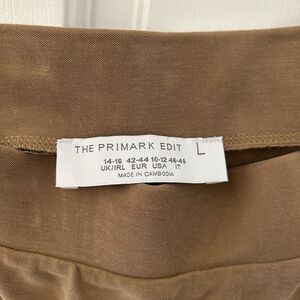 THE PRIMARK EDIT L
14-16 42-44 10-12 46-48
UK/IRL EUR USA IT
MADE IN CAMBODIA